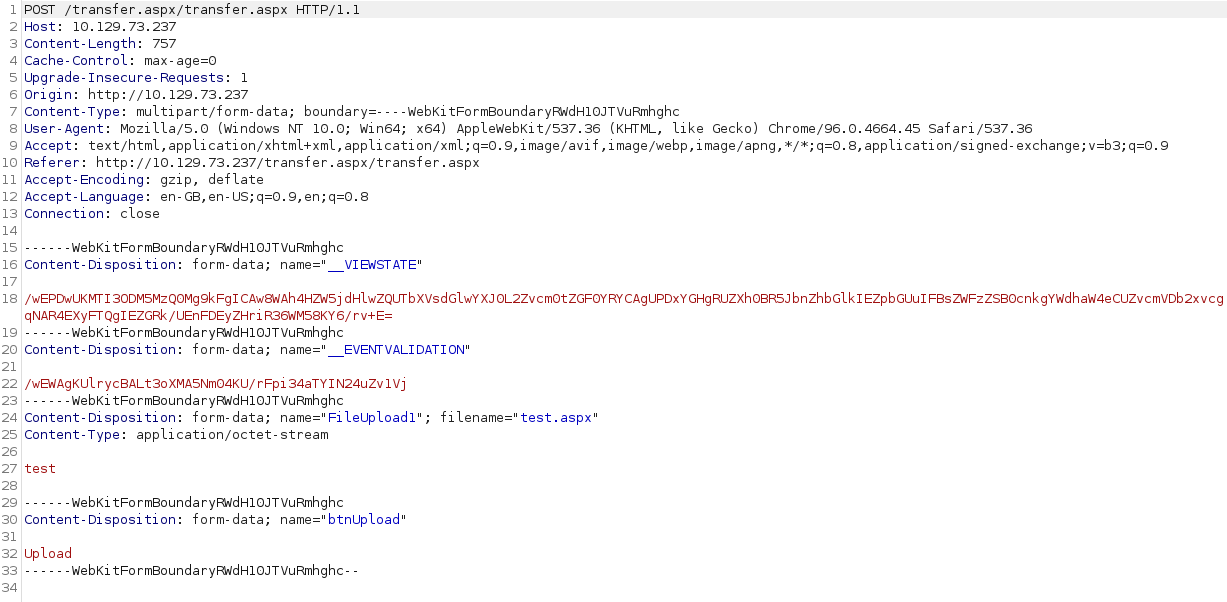 1 POST /transfer.aspx/transfer.aspx HTTP/1.1
2 Host: 10.129.73.237
3 Content-Length: 757
4 Cache-Control: max-age=0
5 Upgrade-Insecure-Requests: 1
6 Origin: http://10.129.73.237
7 Content-Type: multipart/form-data; boundary=----WebKitFormBoundaryRWdH1OJTVuRmhghc
8 User-Agent: Mozilla/5.0 (Windows NT 10.0; Win64; x64) AppleWebKit/537.36 (KHTML, like Gecko) Chrome/96.0.4664.45 Safari/537.36
9 Accept: text/html,application/xhtml+xml,application/xml;q=0.9,image/avif,image/webp,image/apng,*/*;q=0.8,application/signed-exchange;v=b3;q=0.9
10 Referer: http://10.129.73.237/transfer.aspx/transfer.aspx
11 Accept-Encoding: gzip, deflate
12 Accept-Language: en-GB,en-US;q=0.9,en;q=0.8
13 Connection: close
14
15 ------WebKitFormBoundaryRWdH1OJTVuRmhghc
16 Content-Disposition: form-data; name="__VIEWSTATE"
17
18 /wEPDwUKMTI3ODM5MzQ0Mg9kFgICAw8WAh4HZW5jdHlwZQUTbXVsdGlwYXJ0L2Zvcm0tZGF0YRYCAgUPDxYGHgRUZXh0BR5JbnZhbGlkIEZpbGUuIFBsZWFzZSB0cnkgYWdhaW4eCUZvcmVDb2xvcg
qNAR4EXyFTQgIEZGRk/UEnFDEyZHriR36WM58KY6/rv+E=
19 ------WebKitFormBoundaryRWdH1OJTVuRmhghc
20 Content-Disposition: form-data; name="__EVENTVALIDATION"
21
22 /wEWAgKUlrycBALt3oXMA5Nm04KU/rFpi34aTYIN24uZv1Vj
23 ------WebKitFormBoundaryRWdH1OJTVuRmhghc
24 Content-Disposition: form-data; name="FileUpload1"; filename="test.aspx"
25 Content-Type: application/octet-stream
26
27 test
28
29 ------WebKitFormBoundaryRWdH1OJTVuRmhghc
30 Content-Disposition: form-data; name="btnUpload"
31
32 Upload
33 ------WebKitFormBoundaryRWdH1OJTVuRmhghc--
34